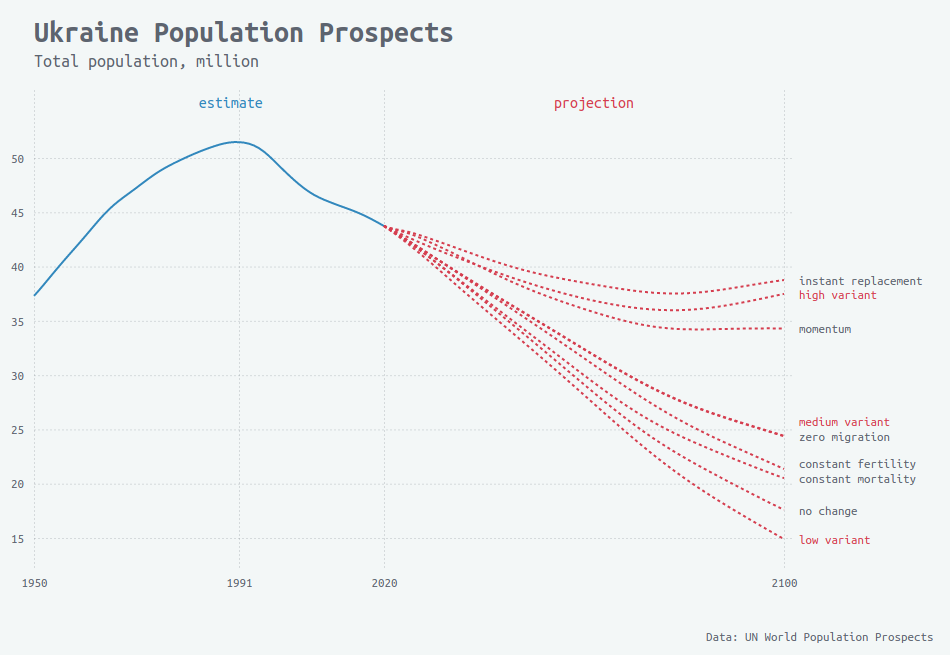 Ukraine Population Prospects
Total population, million
estimate
projection
50
45
40
35
30
25
20
15
instant replacement
high variant
momentum
medium variant
zero migration
constant fertility
constant mortality
no change
low variant
1950
1991
2020
2100
Data: UN World Population Prospects